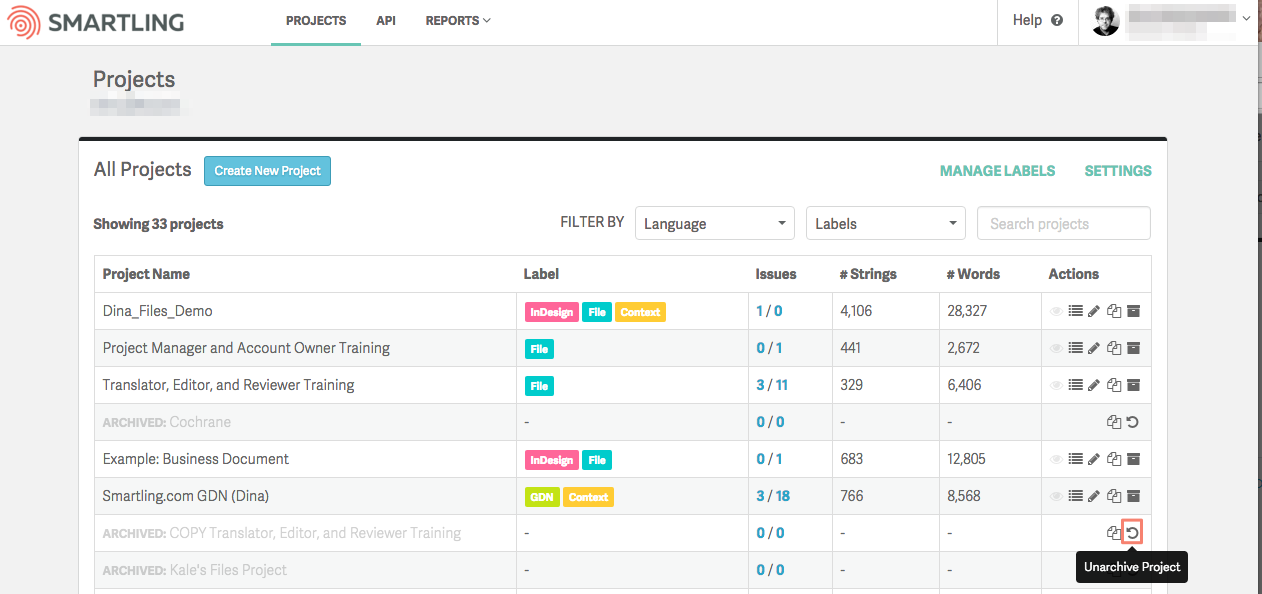 SMARTLING PROJECTS API REPORTS Help
Projects
All Projects Create New Project MANAGE LABELS SETTINGS
Showing 33 projects FILTER BY Language Labels Search projects
Project Name Label Issues # Strings # Words Actions
Dina_Files_Demo InDesign File Context 1 / 0 4,106 28,327
Project Manager and Account Owner Training File 0 / 1 441 2,672
Translator, Editor, and Reviewer Training File 3 / 11 329 6,406
ARCHIVED: Cochrane - 0 / 0 - -
Example: Business Document InDesign File 0 / 1 683 12,805
Smartling.com GDN (Dina) GDN Context 3 / 18 766 8,568
ARCHIVED: COPY Translator, Editor, and Reviewer Training - 0 / 0 - -
ARCHIVED: Kale's Files Project - 0 / 0 - - Unarchive Project